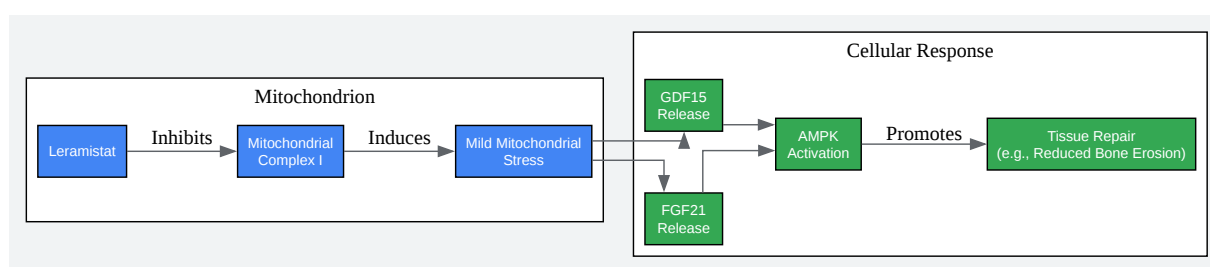 Cellular Response
Mitochondrion
Leramistat
Inhibits
Mitochondrial
Complex I
Induces
Mild Mitochondrial
Stress
GDF15
Release
FGF21
Release
AMPK
Activation
Promotes
Tissue Repair
(e.g., Reduced Bone Erosion)